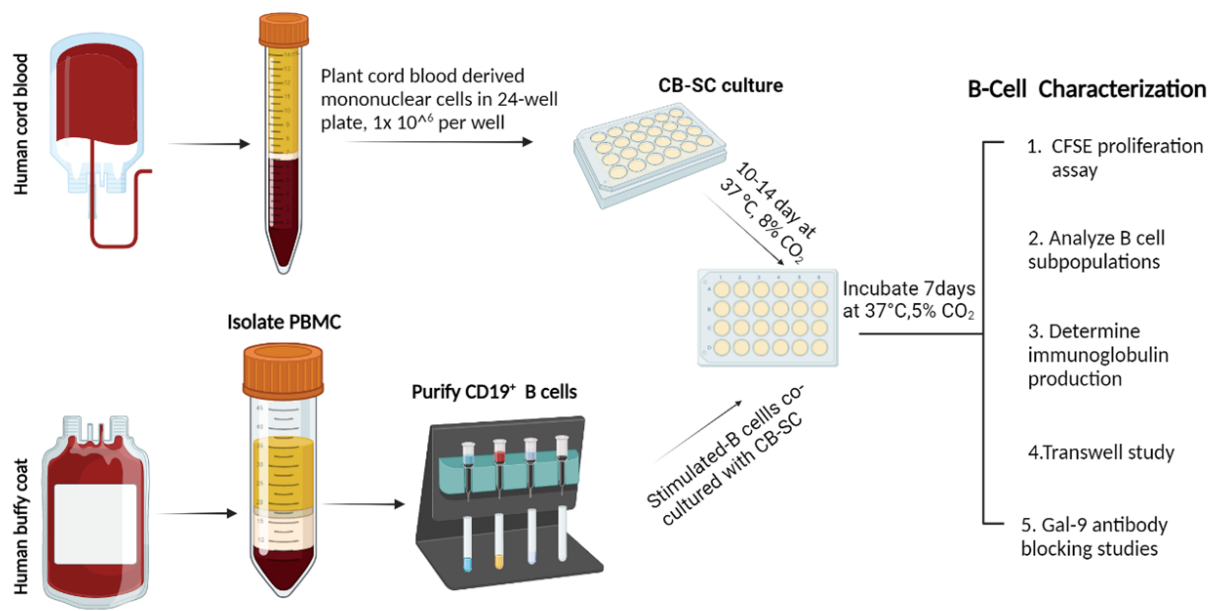 Human cord blood
Plant cord blood derived
mononuclear cells in 24-well
plate, 1x 10^⁶ per well
CB-SC culture
10-14 day at
37 °C, 8% CO₂
Human buffy coat
Isolate PBMC
Purify CD19⁺ B cells
Stimulated-B cellls co-
cultured with CB-SC
Incubate 7days
at 37°C,5% CO₂
B-Cell Characterization
1. CFSE proliferation
assay
2. Analyze B cell
subpopulations
3. Determine
immunoglobulin
production
4.Transwell study
5. Gal-9 antibody
blocking studies